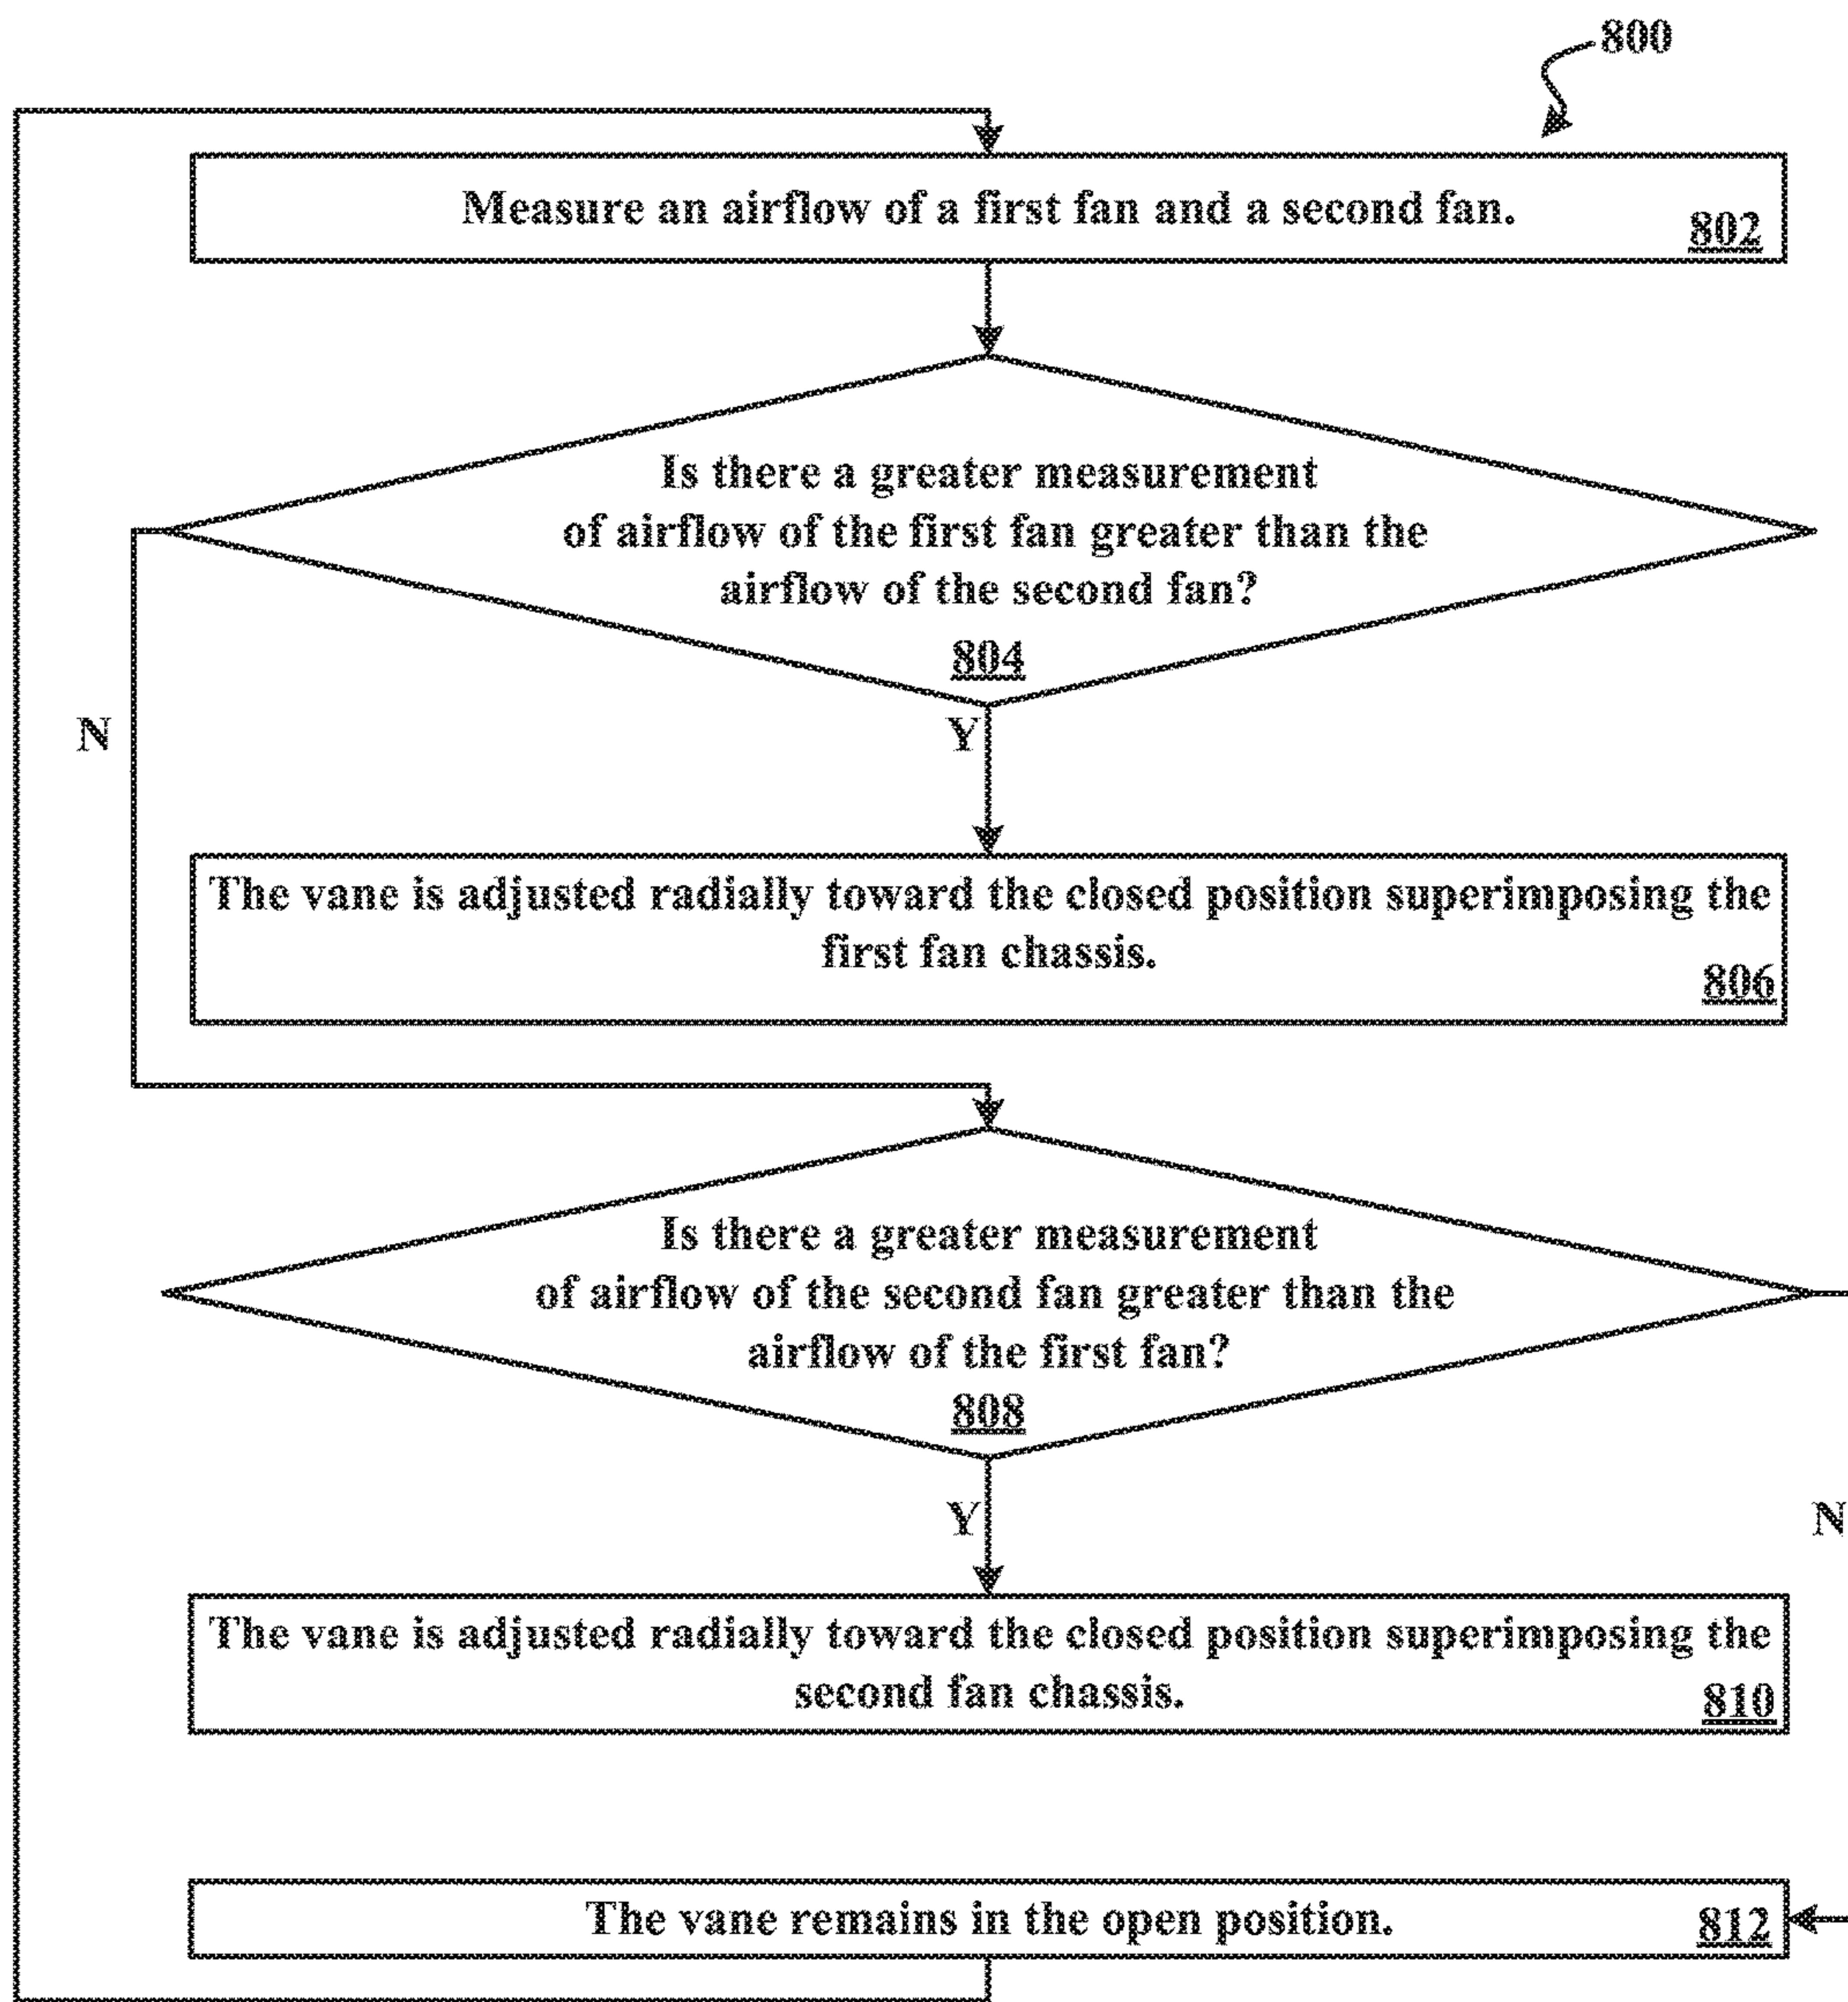 800
Measure an airflow of a first fan and a second fan.
802
Is there a greater measurement
of airflow of the first fan greater than the
airflow of the second fan?
804
N
Y
The vane is adjusted radially toward the closed position superimposing the
first fan chassis.
806
Is there a greater measurement
of airflow of the second fan greater than the
airflow of the first fan?
808
Y
N
The vane is adjusted radially toward the closed position superimposing the
second fan chassis.
810
The vane remains in the open position.
812